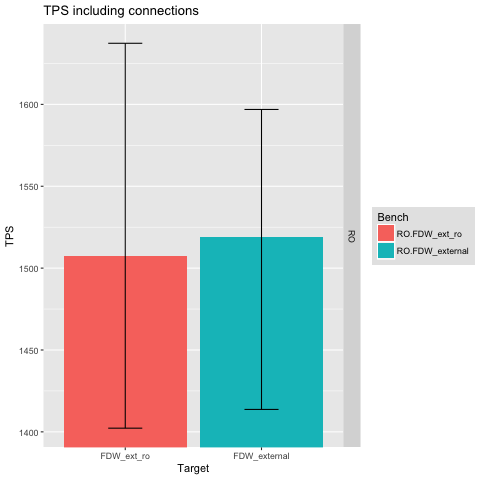 TPS including connections
TPS
1600
1550
1500
1450
1400
RO
FDW_ext_ro
FDW_external
Target
Bench
RO.FDW_ext_ro
RO.FDW_external